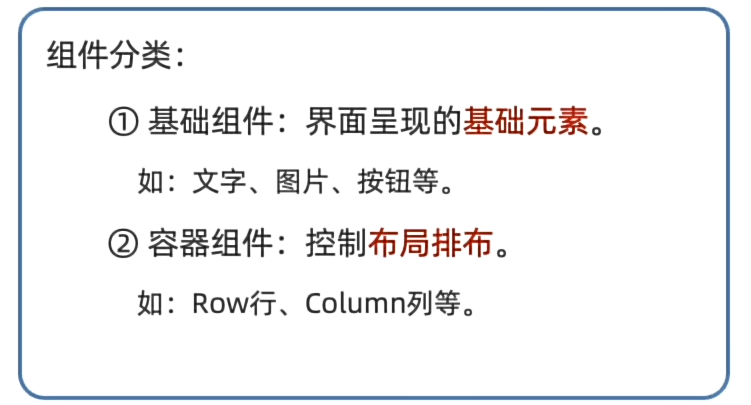 组件分类：
① 基础组件：界面呈现的基础元素。
如：文字、图片、按钮等。
② 容器组件：控制布局排布。
如：Row行、Column列等。